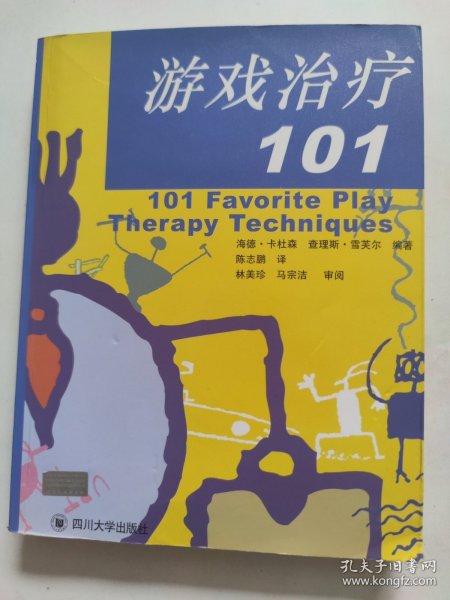 游戏治疗
101
101 Favorite Play
Therapy Techniques
海德·卡杜森 查理斯·雪芙尔 编著
陈志鹏 译
林美珍 马宗洁 审阅
四川大学出版社
孔夫子旧书网
www.kongfz.com